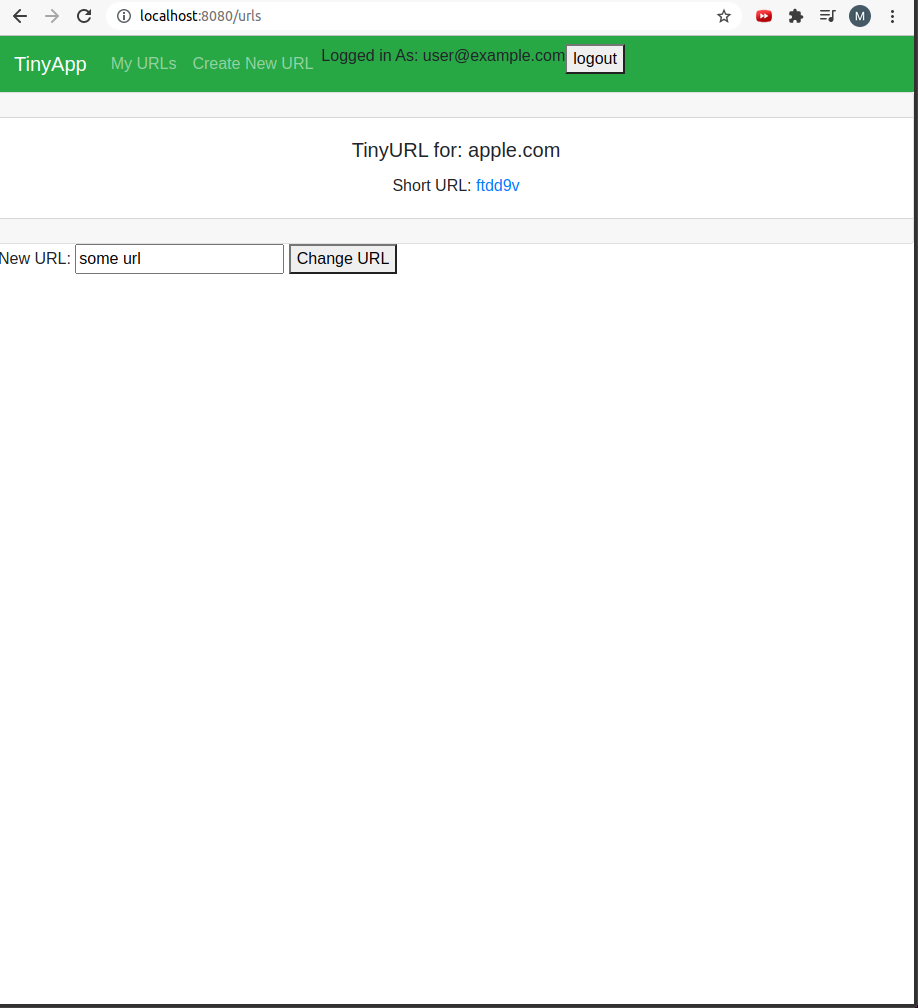 localhost:8080/urls
M
TinyApp My URLs Create New URL Logged in As: user@example.com logout
TinyURL for: apple.com
Short URL: ftdd9v
New URL: some url Change URL